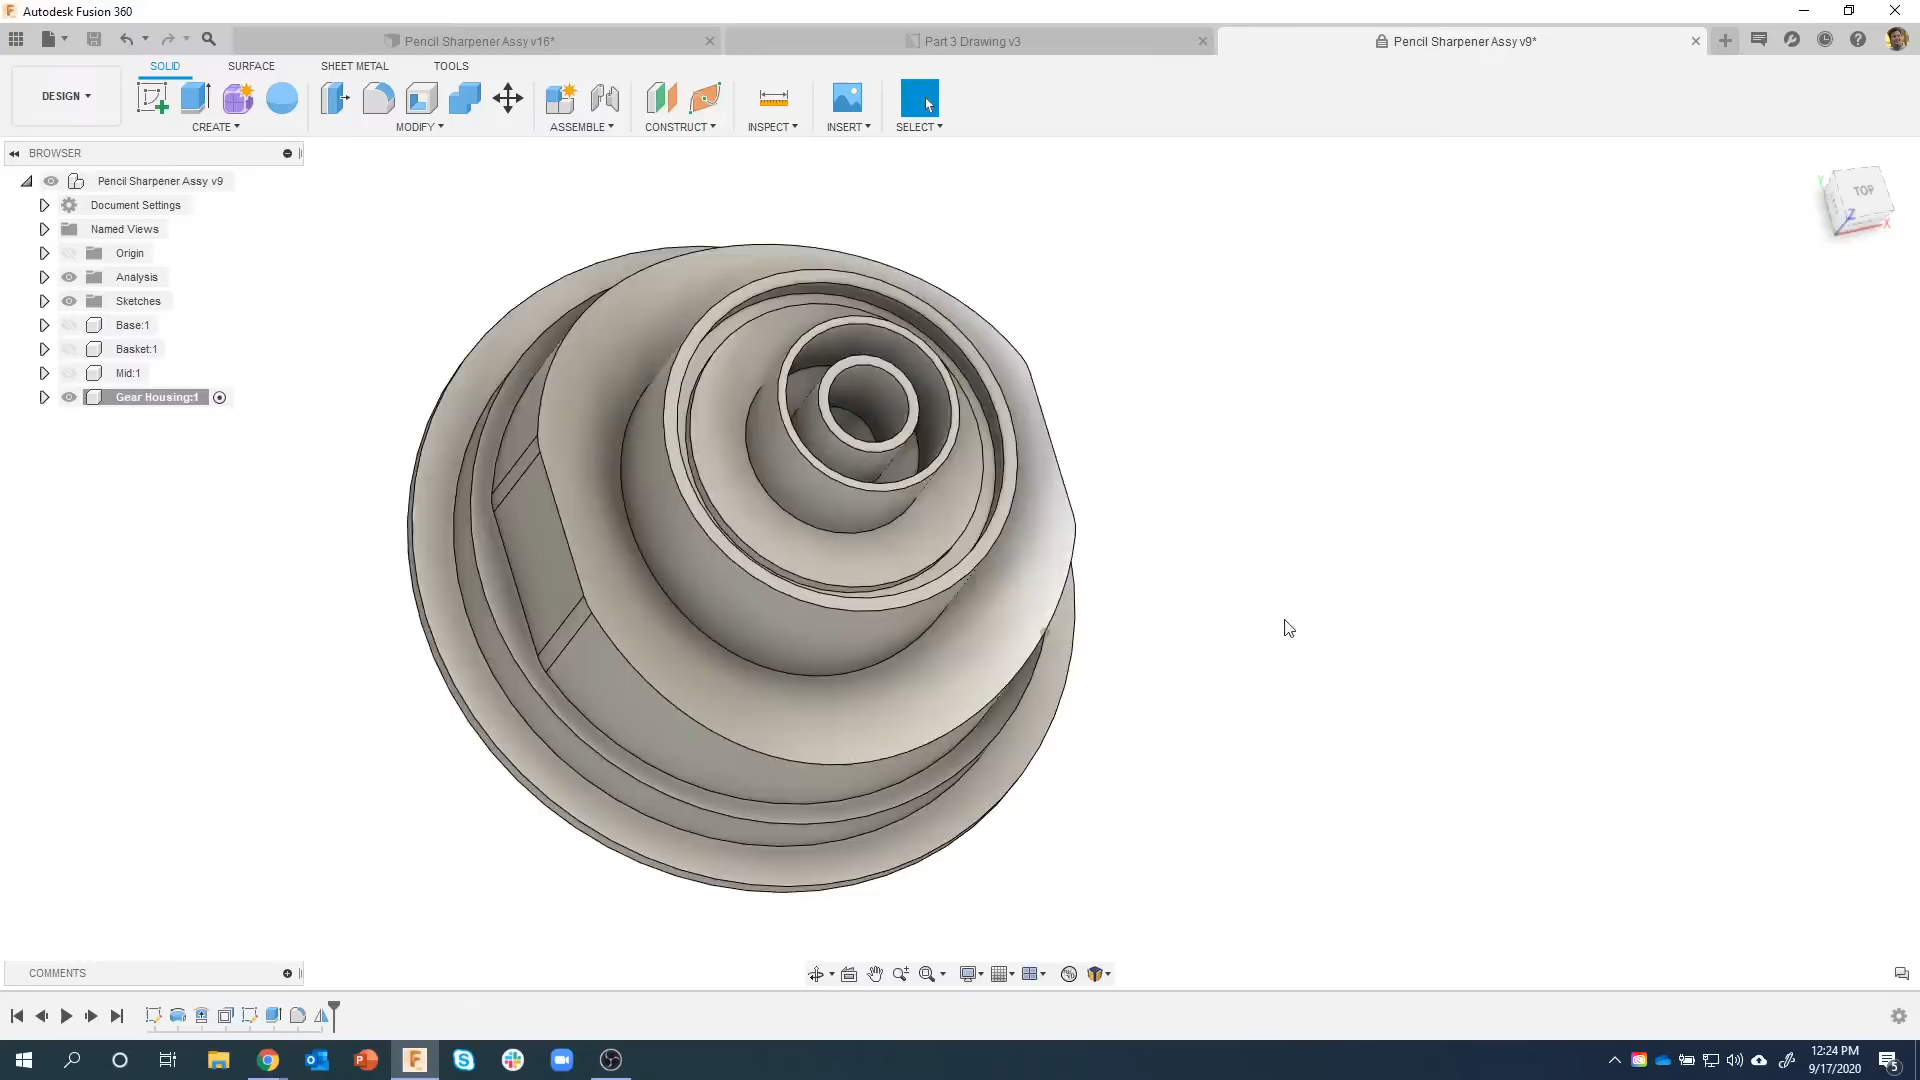 Autodesk Fusion 360
Pencil Sharpener Assy v16*
Part 3 Drawing v3
Pencil Sharpener Assy v9*
DESIGN
SOLID
SURFACE
SHEET METAL
TOOLS
CREATE
MODIFY
ASSEMBLE
CONSTRUCT
INSPECT
INSERT
SELECT
BROWSER
Pencil Sharpener Assy v9
Document Settings
Named Views
Origin
Analysis
Sketches
Base:1
Basket:1
Mid:1
Gear Housing:1
TOP
Y
Z
X
COMMENTS
12:24 PM
9/17/2020
5